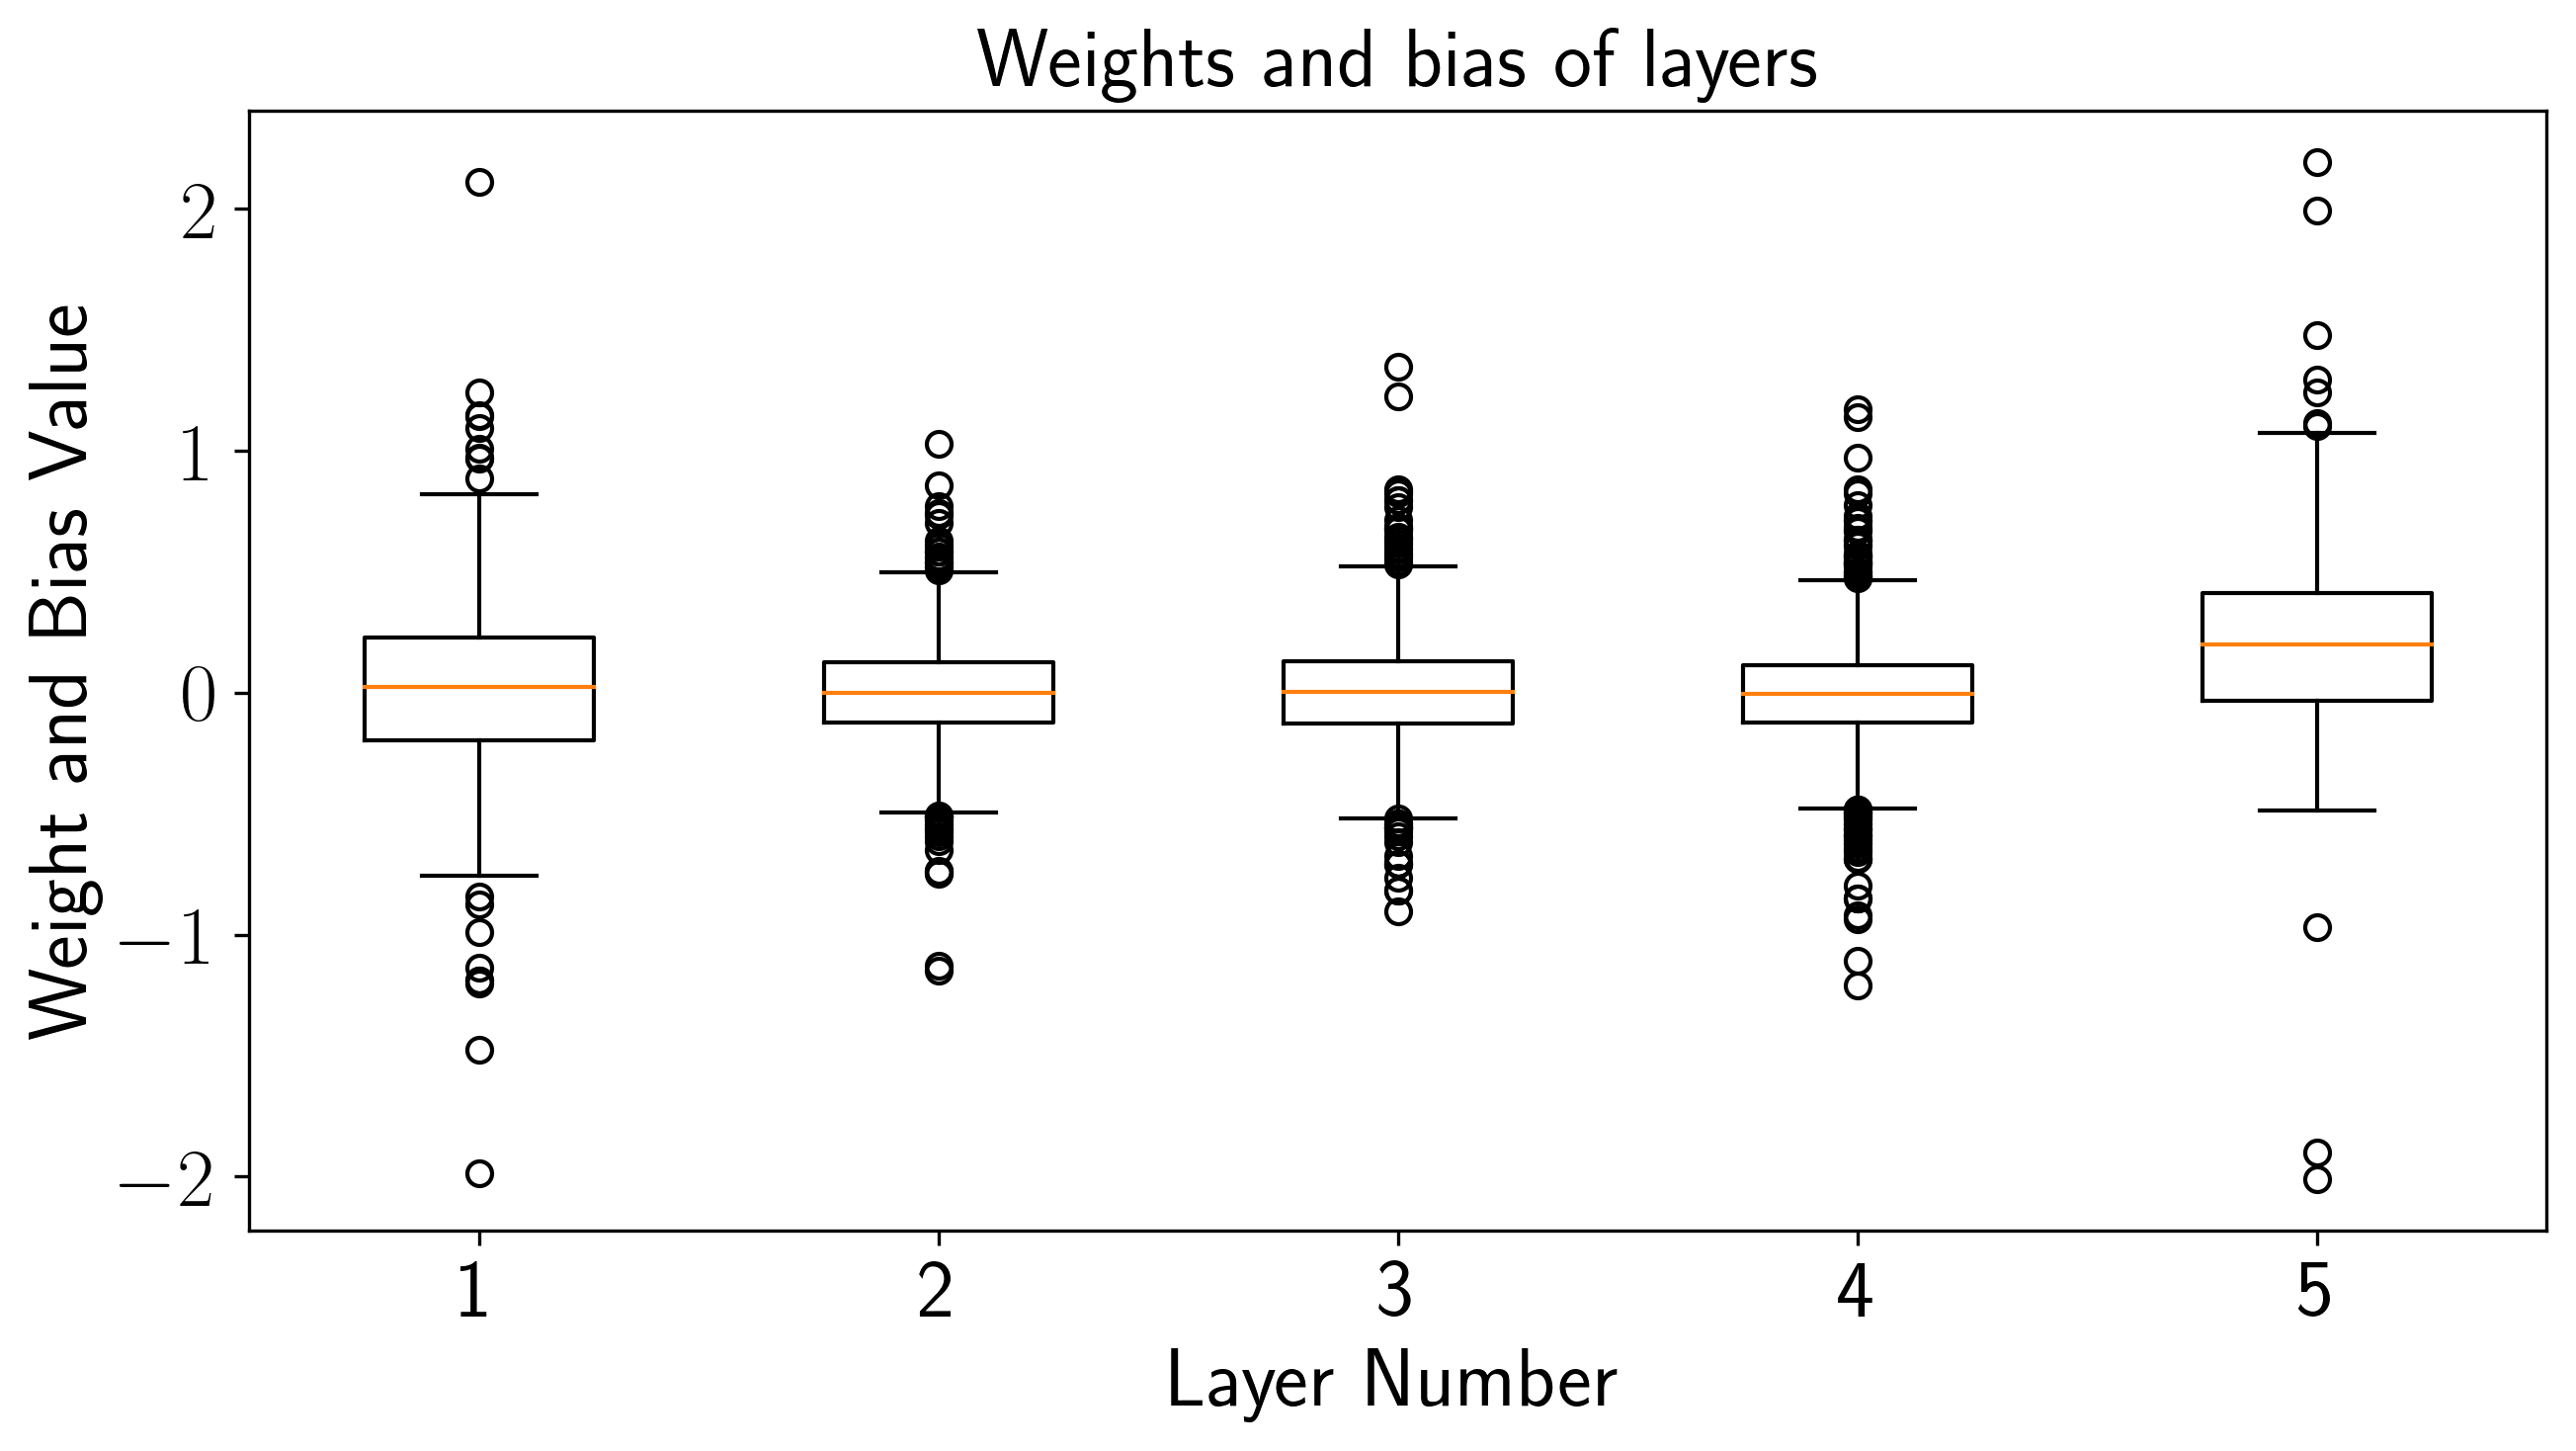 Weights and bias of layers
Weight and Bias Value
2
1
0
−1
−2
1 2 3 4 5
Layer Number